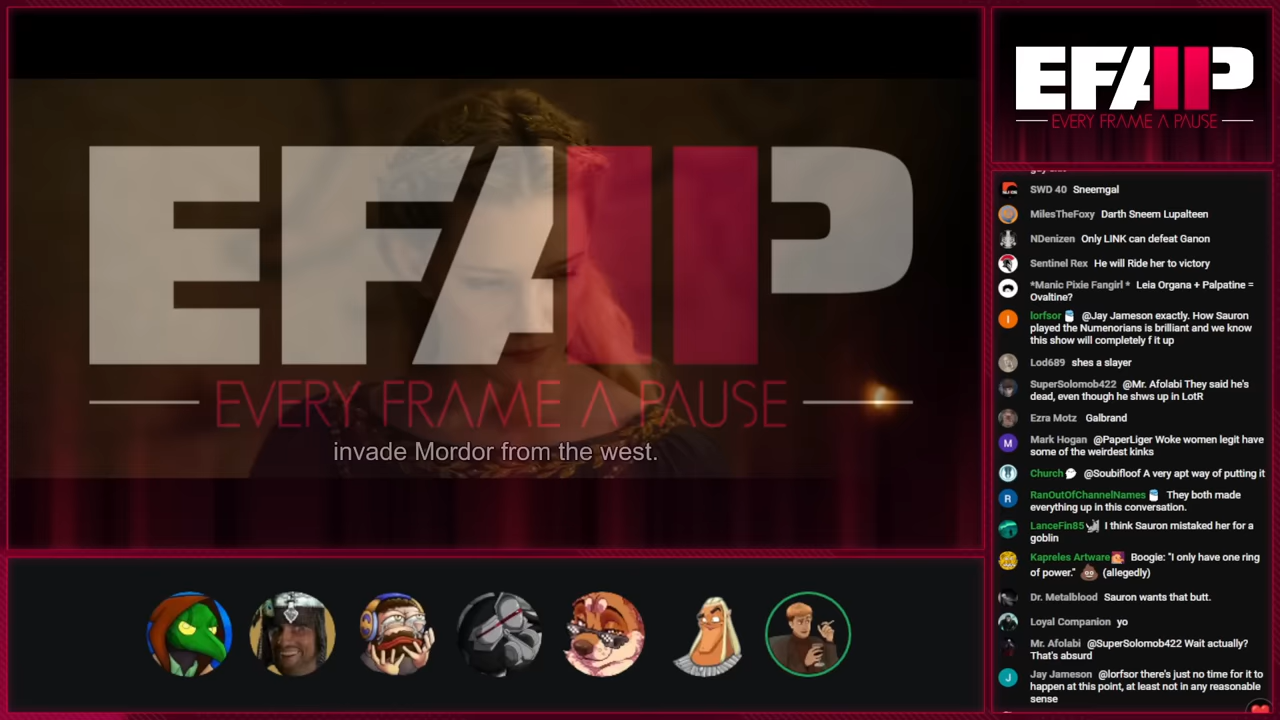 EFAP
EVERY FRAME A PAUSE
invade Mordor from the west.
EFAP
EVERY FRAME A PAUSE
SWD 40 Sneemgal
MilesTheFoxy Darth Sneem Lupalteen
NDenizen Only LINK can defeat Ganon
Sentinel Rex He will Ride her to victory
*Manic Pixie Fangirl * Leia Organa + Palpatine =
Ovaltine?
lorfsor @Jay Jameson exactly. How Sauron
played the Numenorians is brilliant and we know
this show will completely f it up
Lod689 shes a slayer
SuperSolomob422 @Mr. Afolabi They said he's
dead, even though he shws up in LotR
Ezra Motz Galbrand
Mark Hogan @PaperLiger Woke women legit have
some of the weirdest kinks
Church @Soubifloof A very apt way of putting it
RanOutOfChannelNames They both made
everything up in this conversation.
LanceFin85 I think Sauron mistaked her for a
goblin
Kapreles Artware Boogie: "I only have one ring
of power." 💩 (allegedly)
Dr. Metalblood Sauron wants that butt.
Loyal Companion yo
Mr. Afolabi @SuperSolomob422 Wait actually?
That's absurd
Jay Jameson @lorfsor there's just no time for it to
happen at this point, at least not in any reasonable
sense